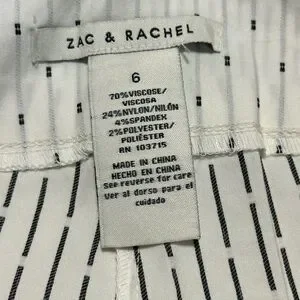 ZAC & RACHEL
6
70%VISCOSE/
VISCOSA
24%NYLON/NILÓN
4%SPANDEX
2%POLYESTER/
POLIÉSTER
RN 103715
MADE IN CHINA
HECHO EN CHINA
See reverse for care
Ver al dorso para el
cuidado